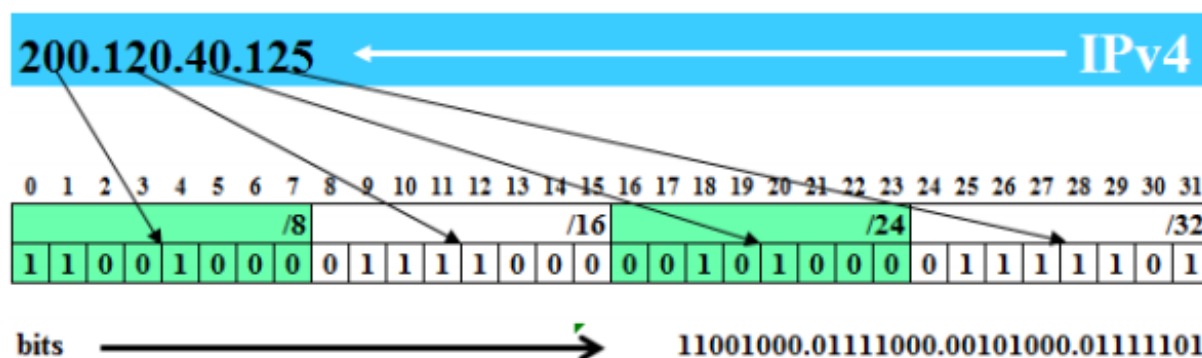 200.120.40.125 IPv4
0 1 2 3 4 5 6 7 8 9 10 11 12 13 14 15 16 17 18 19 20 21 22 23 24 25 26 27 28 29 30 31
/8 /16 /24 /32
1 1 0 0 1 0 0 0 0 1 1 1 1 0 0 0 0 0 1 0 1 0 0 0 0 1 1 1 1 1 0 1
bits 11001000.01111000.00101000.01111101